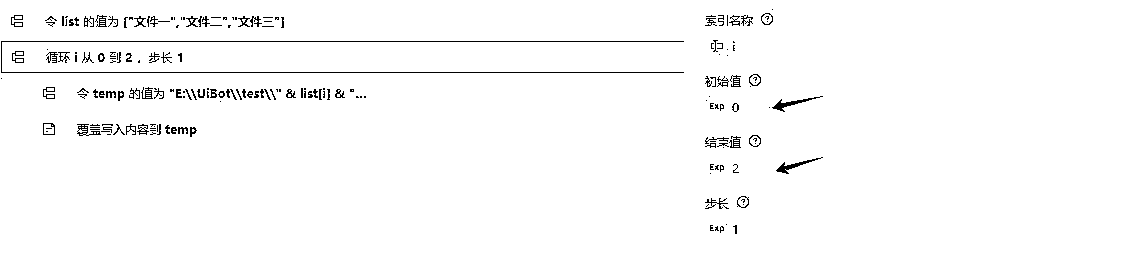 令 list 的值为 {"文件一","文件二","文件三"}
循环 i 从 0 到 2 ，步长 1
令 temp 的值为 "E:\\UiBot\\test\\" & list[i] & "...
覆盖写入内容到 temp
索引名称 ?
i
初始值 ?
Exp 0
结束值 ?
Exp 2
步长 ?
Exp 1